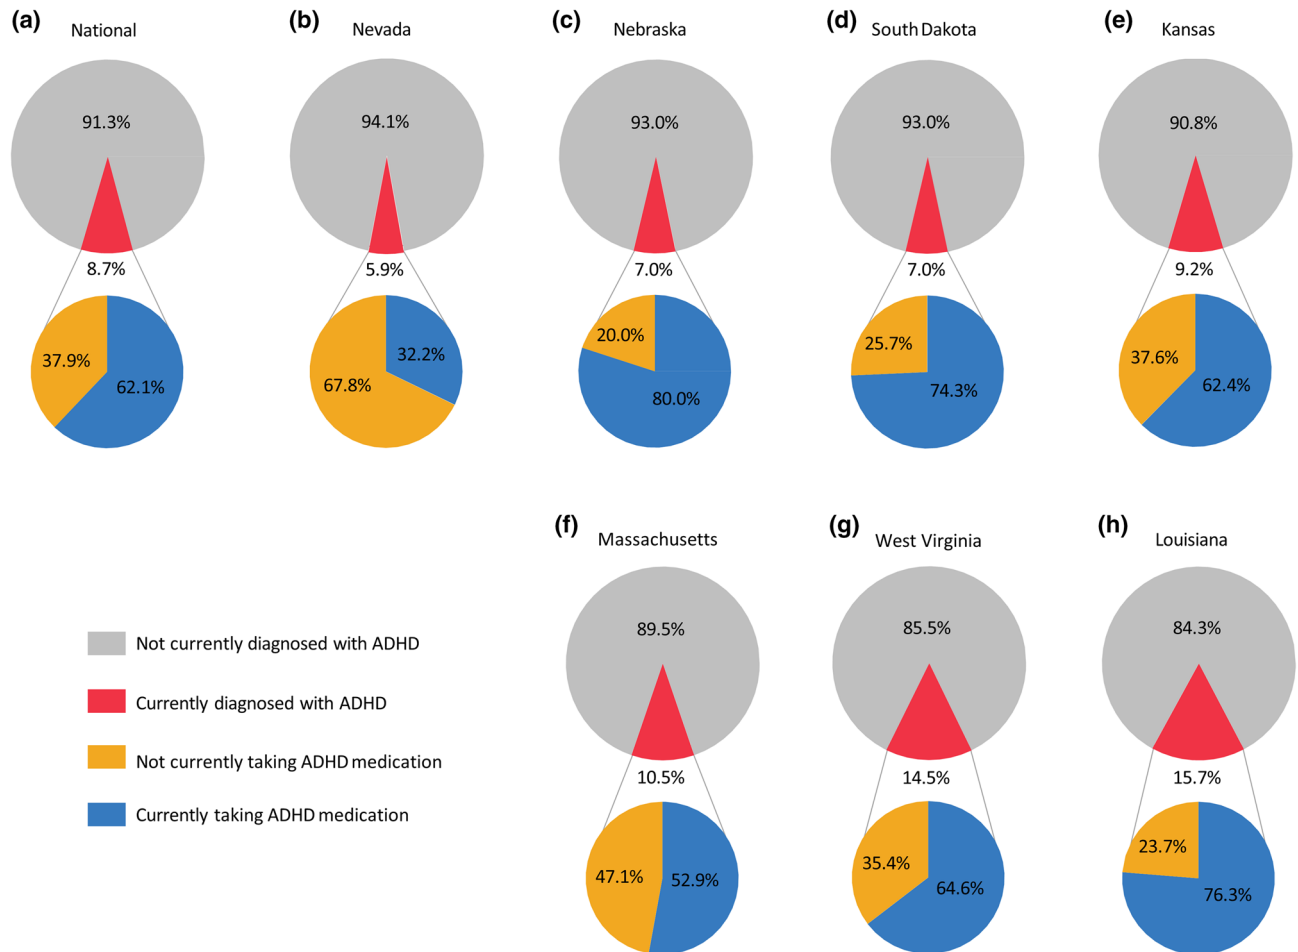 (a) National
91.3%
8.7%
37.9%
62.1%
(b) Nevada
94.1%
5.9%
32.2%
67.8%
(c) Nebraska
93.0%
7.0%
20.0%
80.0%
(d) South Dakota
93.0%
7.0%
25.7%
74.3%
(e) Kansas
90.8%
9.2%
37.6%
62.4%
(f) Massachusetts
89.5%
10.5%
47.1%
52.9%
(g) West Virginia
85.5%
14.5%
35.4%
64.6%
(h) Louisiana
84.3%
15.7%
23.7%
76.3%
Not currently diagnosed with ADHD
Currently diagnosed with ADHD
Not currently taking ADHD medication
Currently taking ADHD medication